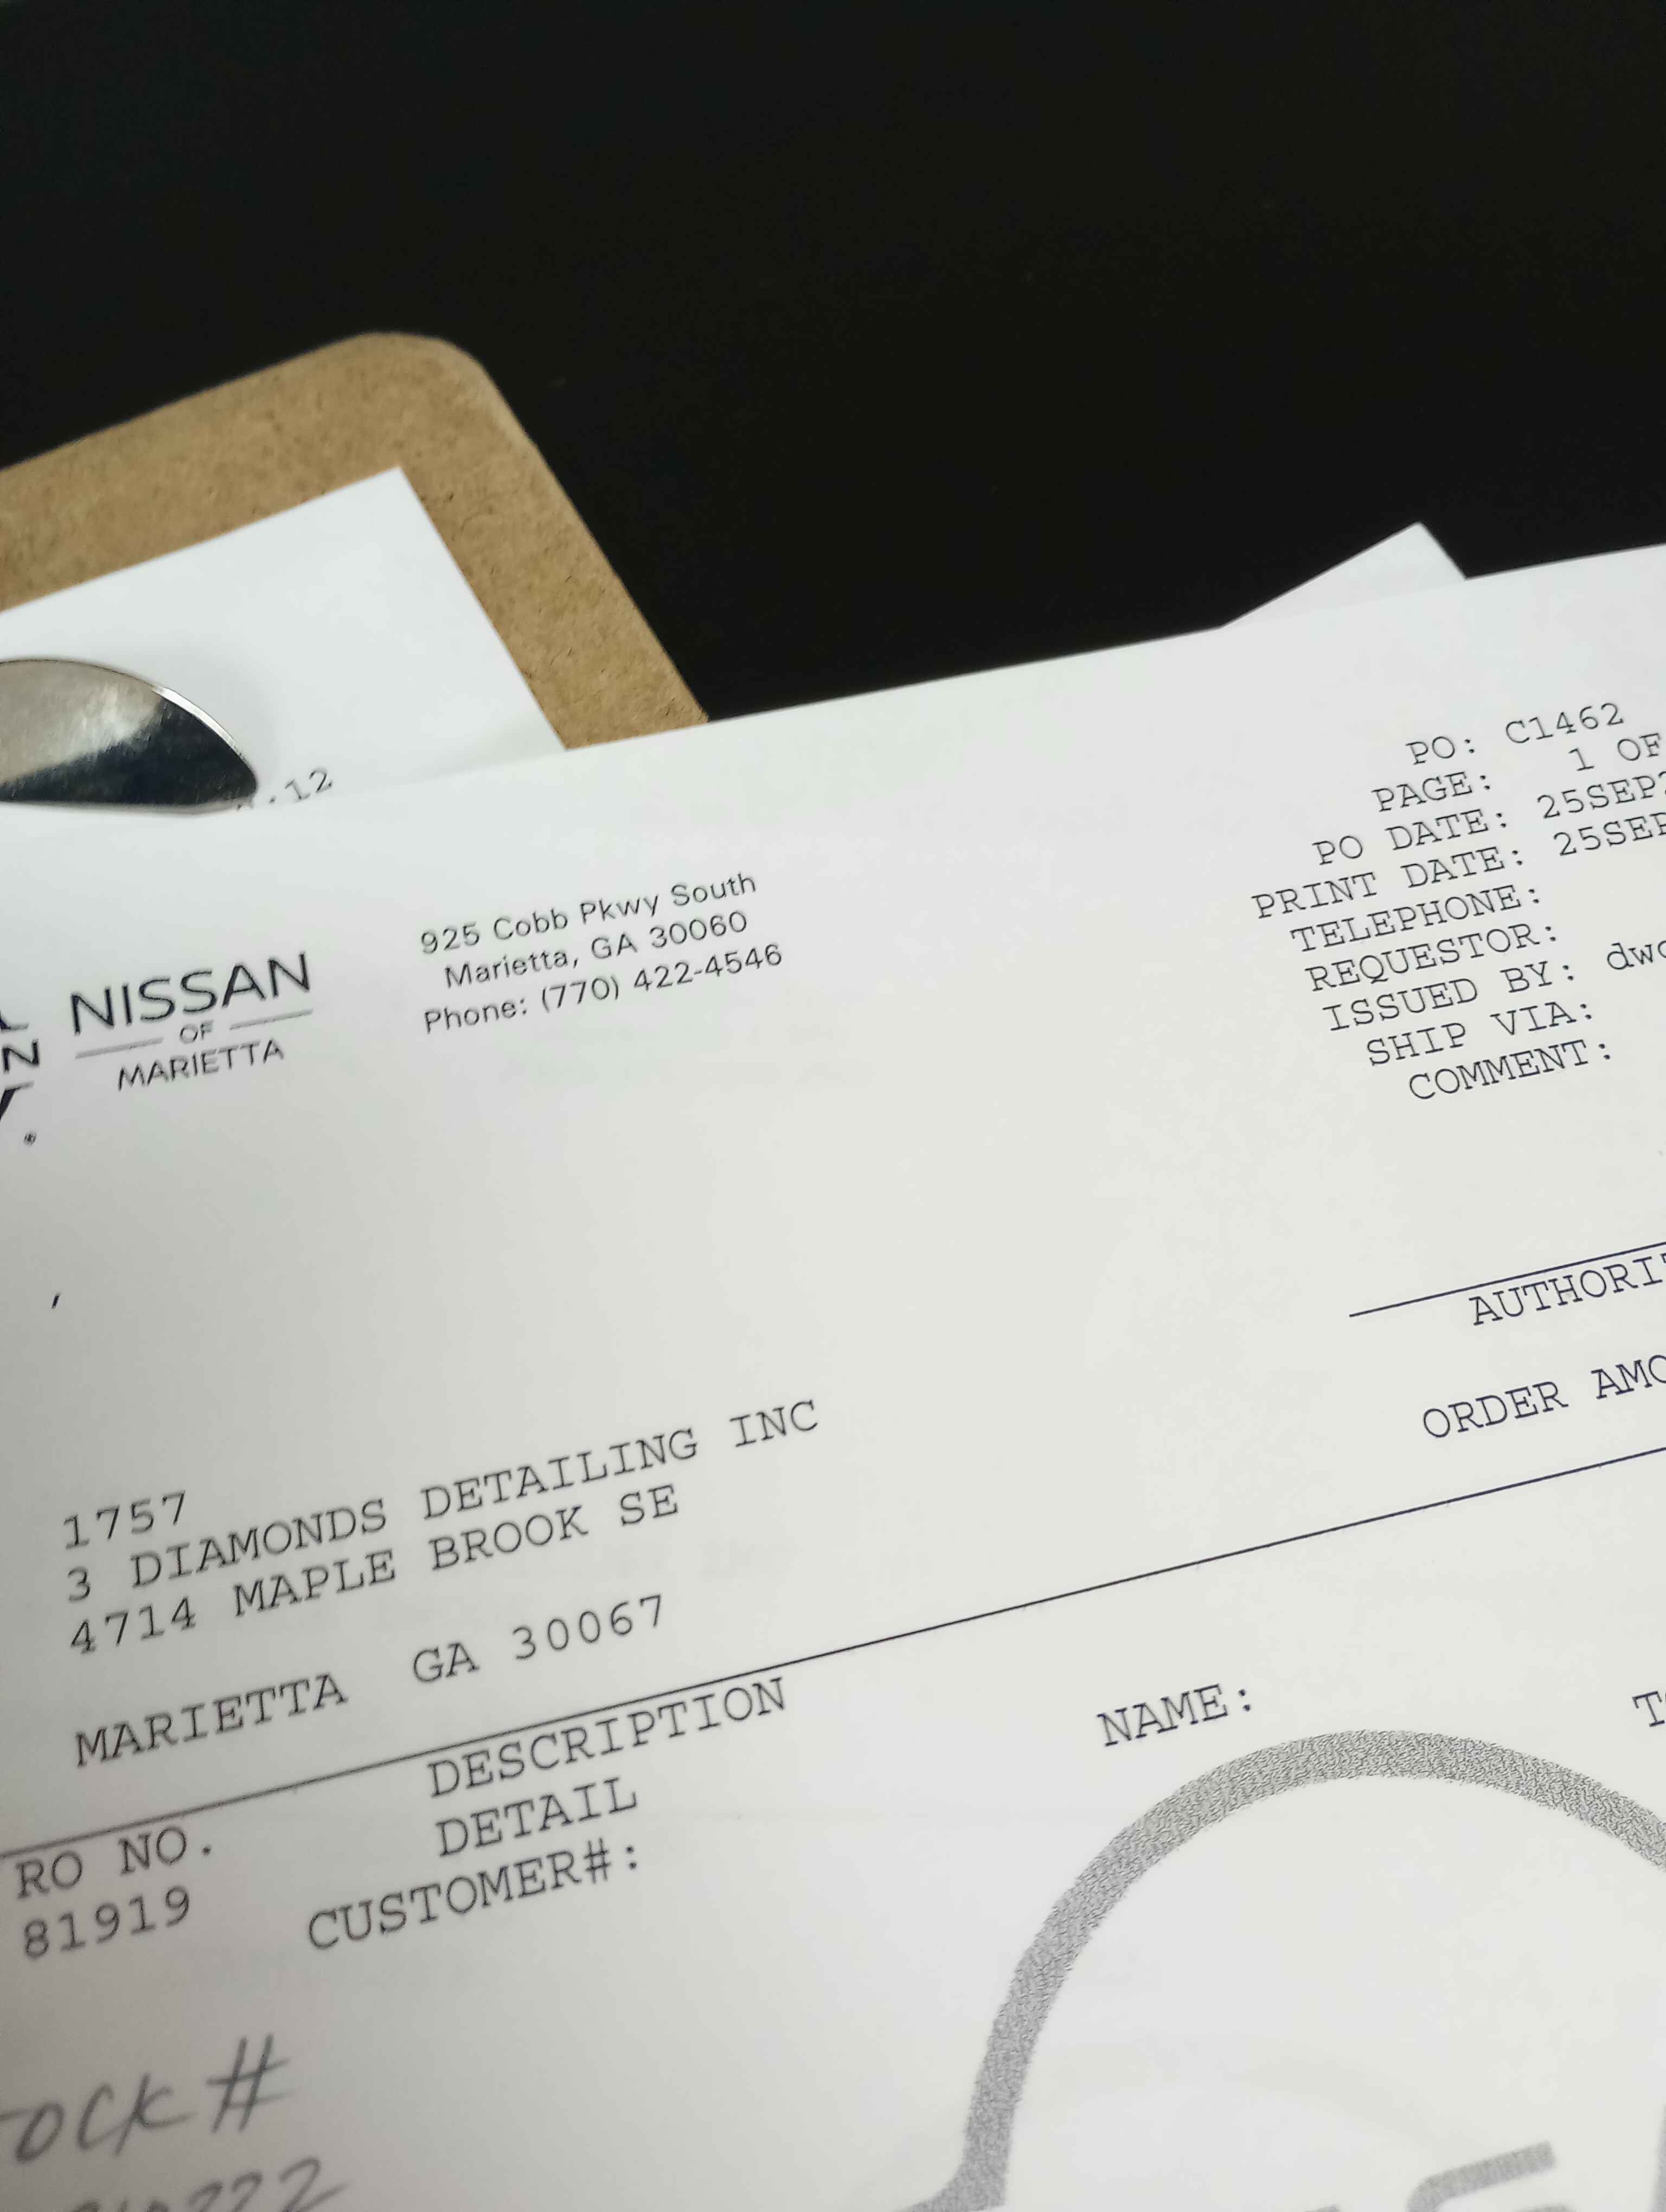 12
NISSAN
OF
MARIETTA
925 Cobb Pkwy South
Marietta, GA 30060
Phone: (770) 422-4546
PO: C1462
PAGE: 1 OF
PO DATE: 25SEP
PRINT DATE: 25SEP
TELEPHONE:
REQUESTOR:
ISSUED BY:
SHIP VIA:
COMMENT:
ORDER
1757
3 DIAMONDS DETAILING INC
4714 MAPLE BROOK SE
MARIETTA GA 30067
RO NO. DESCRIPTION NAME:
81919 DETAIL
CUSTOMER#:
ock #